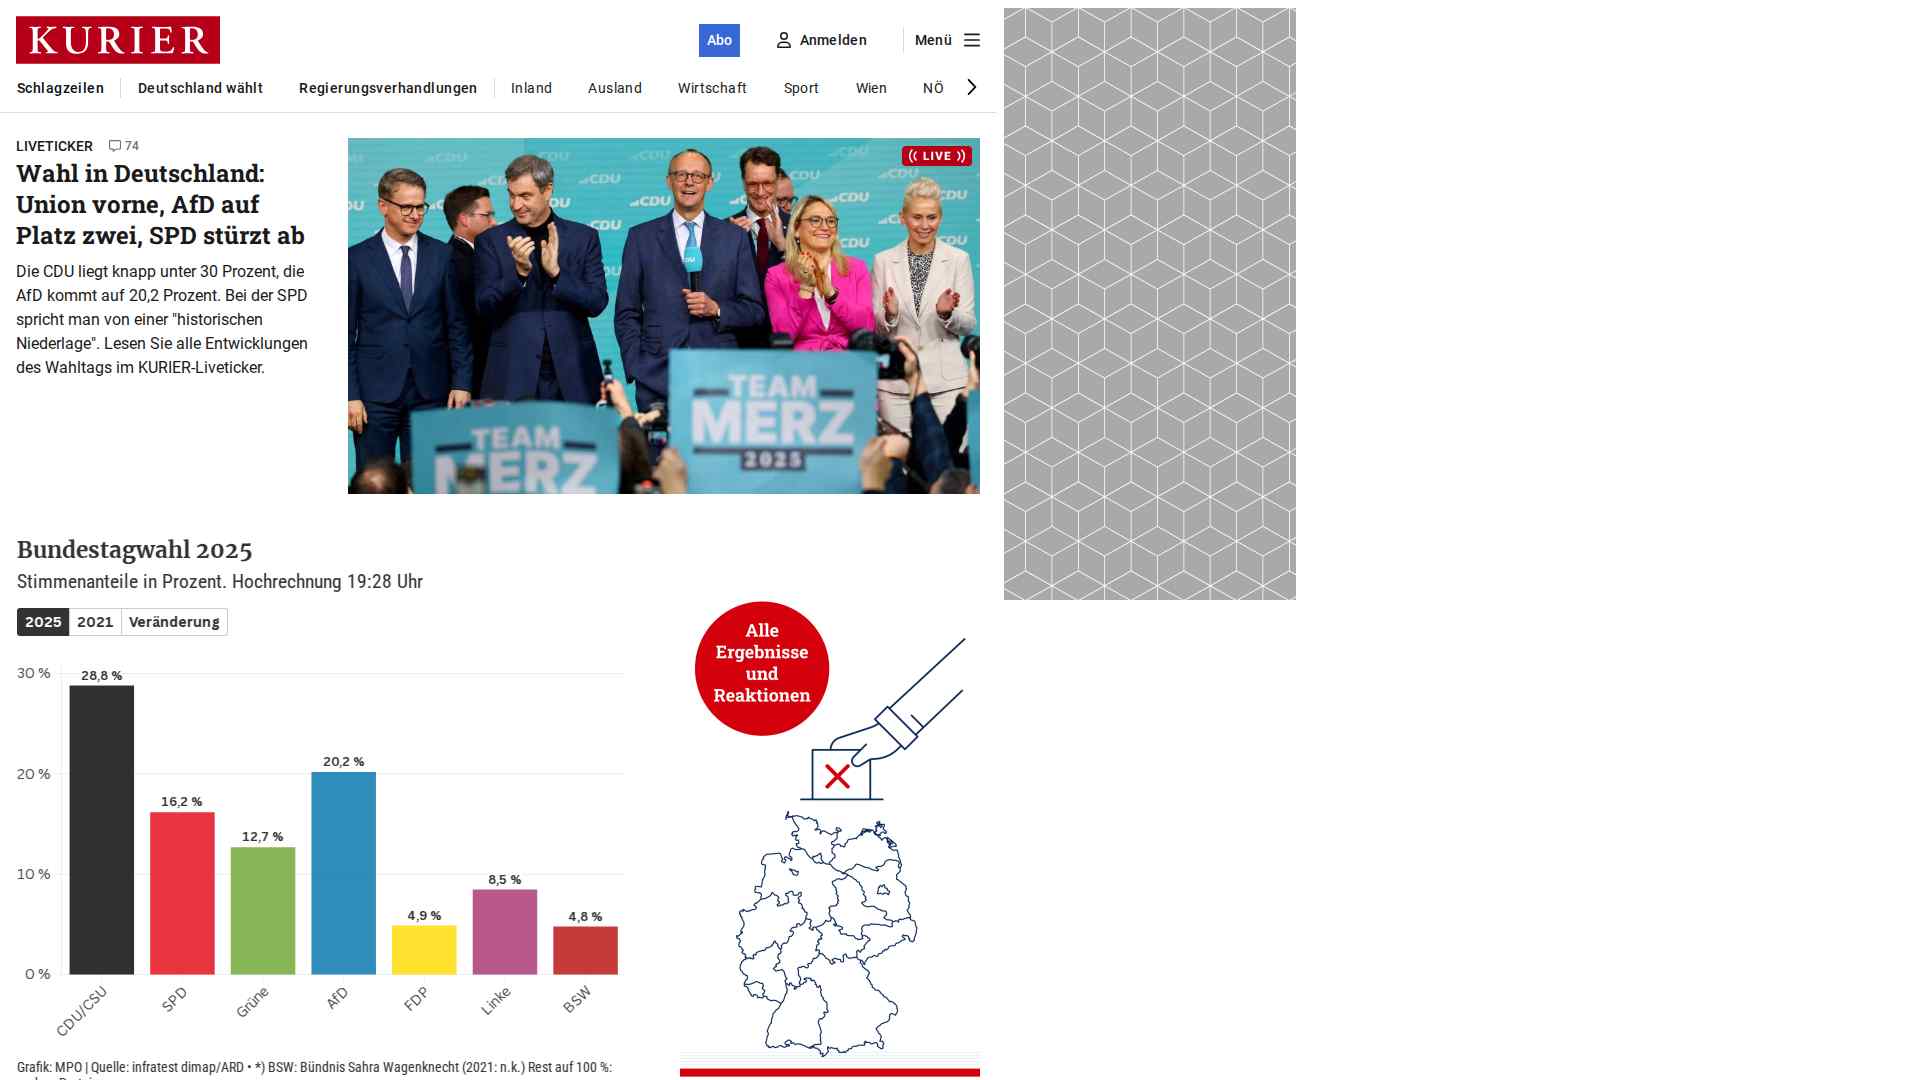 KURIER
Abo
Anmelden
Menü
Schlagzeilen
Deutschland wählt
Regierungsverhandlungen
Inland
Ausland
Wirtschaft
Sport
Wien
NÖ
LIVETICKER 74
Wahl in Deutschland:
Union vorne, AfD auf
Platz zwei, SPD stürzt ab
Die CDU liegt knapp unter 30 Prozent, die
AfD kommt auf 20,2 Prozent. Bei der SPD
spricht man von einer "historischen
Niederlage". Lesen Sie alle Entwicklungen
des Wahltags im KURIER-Liveticker.
LIVE
CDU
TEAM
MERZ
2025
TEAM
MERZ
Bundestagwahl 2025
Stimmenanteile in Prozent. Hochrechnung 19:28 Uhr
2025
2021
Veränderung
30 %
20 %
10 %
0 %
28,8 %
16,2 %
12,7 %
20,2 %
4,9 %
8,5 %
4,8 %
CDU/CSU
SPD
Grüne
AfD
FDP
Linke
BSW
Grafik: MPO | Quelle: infratest dimap/ARD • *) BSW: Bündnis Sahra Wagenknecht (2021: n.k.) Rest auf 100 %:
Alle
Ergebnisse
und
Reaktionen